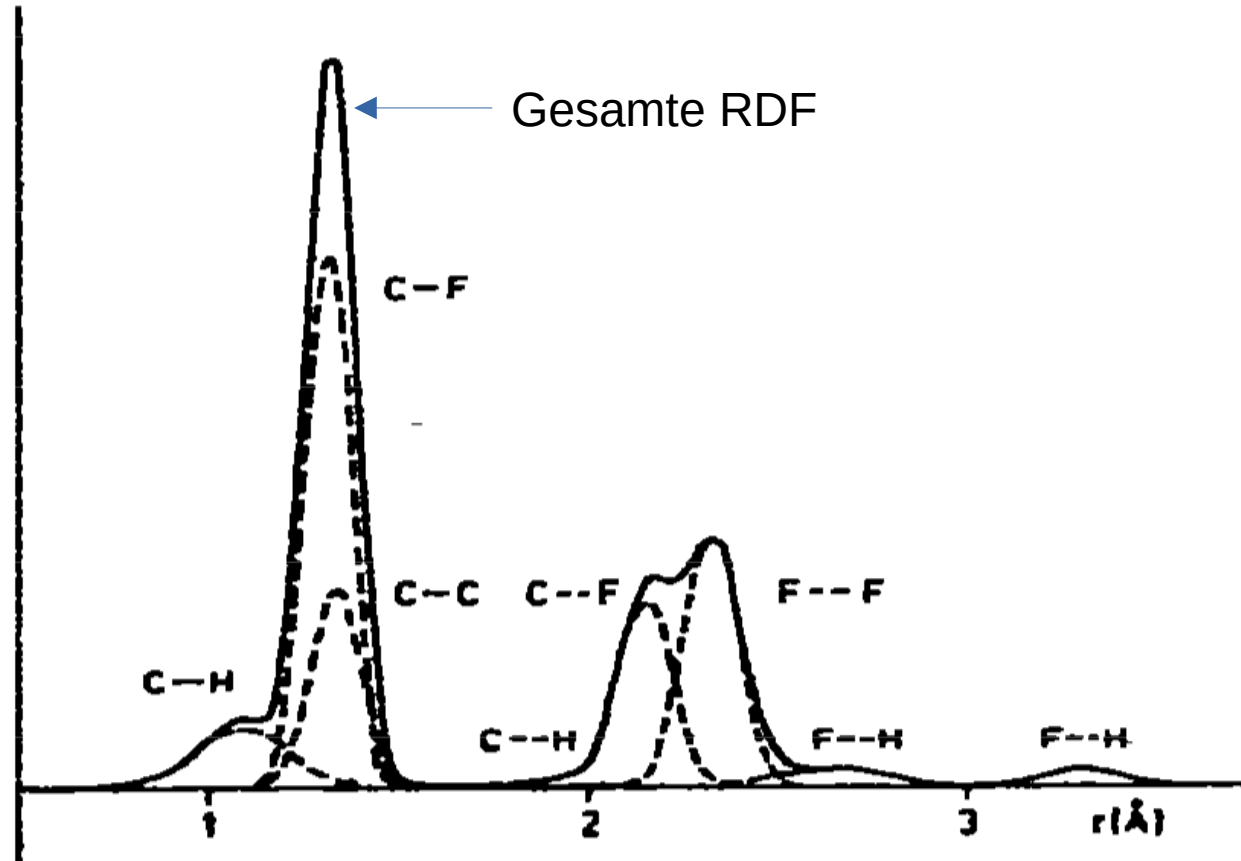 Gesamte RDF
C-F
C-C
C--F
F--F
C-H
C--H
F--H
F--H
1
2
3
r(Å)